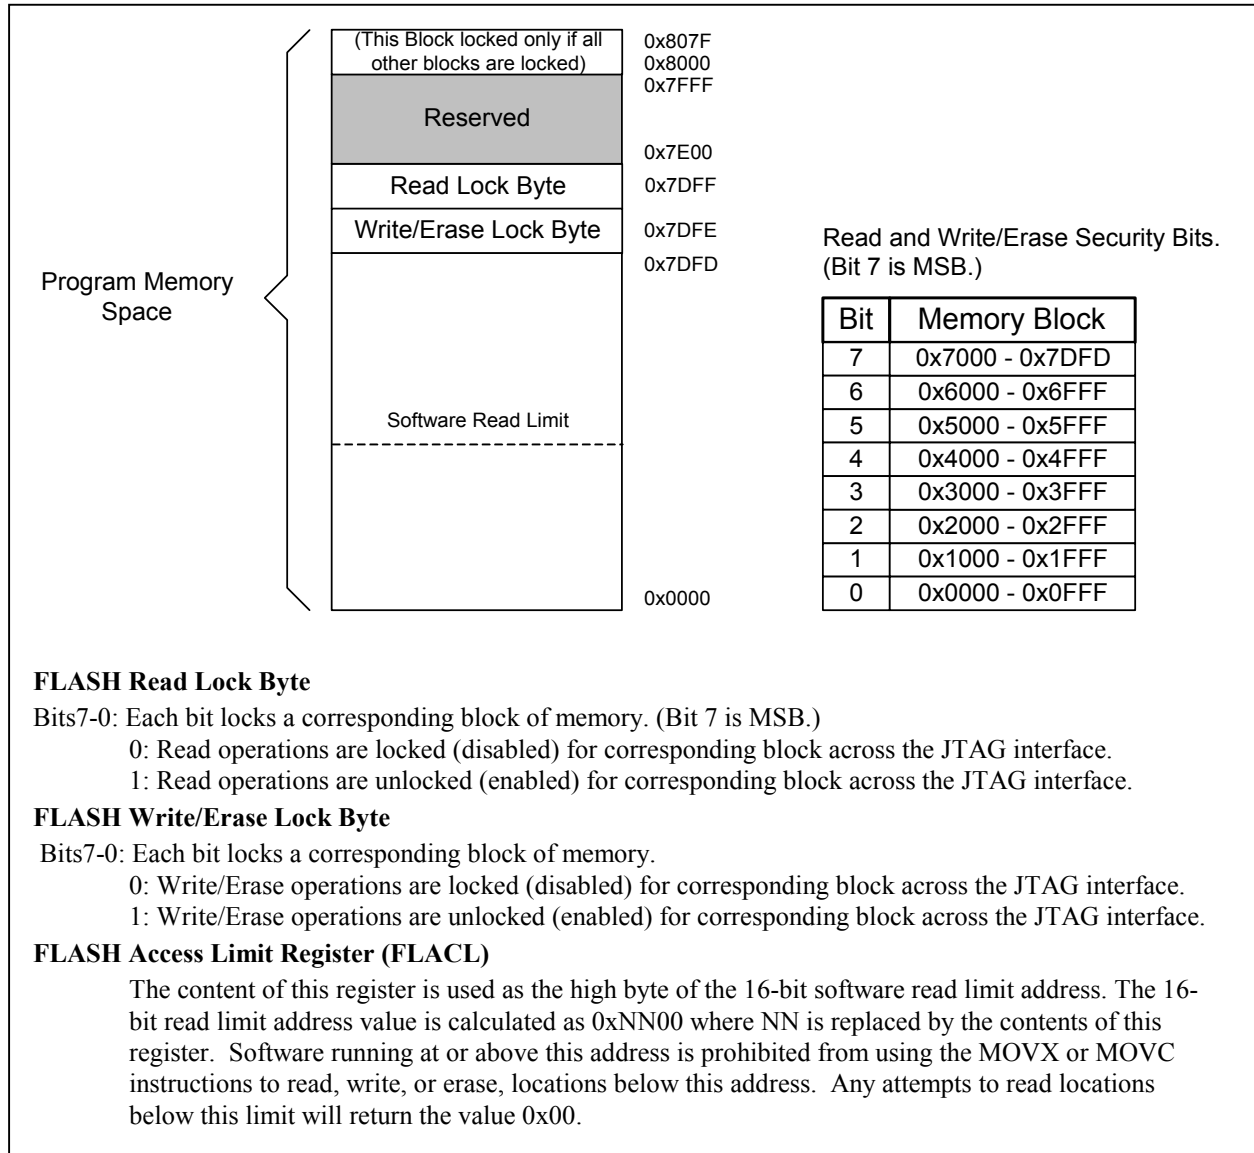 (This Block locked only if all
other blocks are locked)
0x807F
0x8000
0x7FFF
Reserved
0x7E00
Read Lock Byte
0x7DFF
Write/Erase Lock Byte
0x7DFE
0x7DFD
Program Memory
Space
Software Read Limit
0x0000
Read and Write/Erase Security Bits.
(Bit 7 is MSB.)
Bit Memory Block
7 0x7000 - 0x7DFD
6 0x6000 - 0x6FFF
5 0x5000 - 0x5FFF
4 0x4000 - 0x4FFF
3 0x3000 - 0x3FFF
2 0x2000 - 0x2FFF
1 0x1000 - 0x1FFF
0 0x0000 - 0x0FFF
FLASH Read Lock Byte
Bits7-0: Each bit locks a corresponding block of memory. (Bit 7 is MSB.)
0: Read operations are locked (disabled) for corresponding block across the JTAG interface.
1: Read operations are unlocked (enabled) for corresponding block across the JTAG interface.
FLASH Write/Erase Lock Byte
Bits7-0: Each bit locks a corresponding block of memory.
0: Write/Erase operations are locked (disabled) for corresponding block across the JTAG interface.
1: Write/Erase operations are unlocked (enabled) for corresponding block across the JTAG interface.
FLASH Access Limit Register (FLACL)
The content of this register is used as the high byte of the 16-bit software read limit address. The 16-
bit read limit address value is calculated as 0xNN00 where NN is replaced by the contents of this
register. Software running at or above this address is prohibited from using the MOVX or MOVC
instructions to read, write, or erase, locations below this address. Any attempts to read locations
below this limit will return the value 0x00.